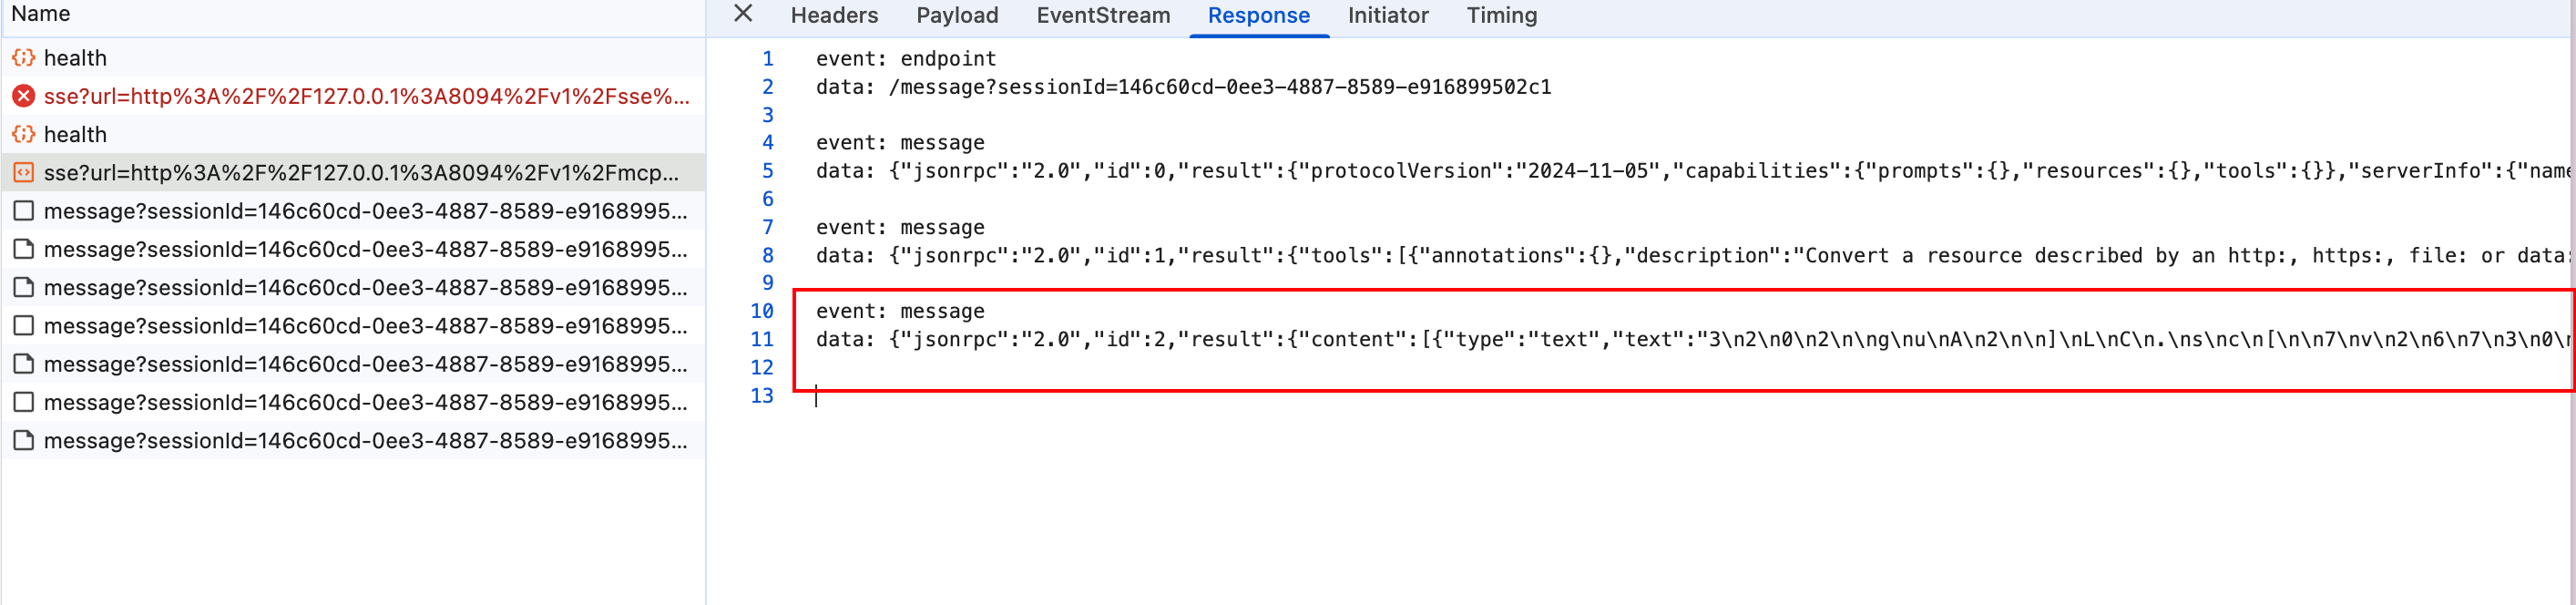 Name
health
sse?url=http%3A%2F%2F127.0.0.1%3A8094%2Fv1%2Fsse%...
health
sse?url=http%3A%2F%2F127.0.0.1%3A8094%2Fv1%2Fmcp...
message?sessionId=146c60cd-0ee3-4887-8589-e9168995...
message?sessionId=146c60cd-0ee3-4887-8589-e9168995...
message?sessionId=146c60cd-0ee3-4887-8589-e9168995...
message?sessionId=146c60cd-0ee3-4887-8589-e9168995...
message?sessionId=146c60cd-0ee3-4887-8589-e9168995...
message?sessionId=146c60cd-0ee3-4887-8589-e9168995...
message?sessionId=146c60cd-0ee3-4887-8589-e9168995...
Headers Payload EventStream Response Initiator Timing
1 event: endpoint
2 data: /message?sessionId=146c60cd-0ee3-4887-8589-e916899502c1
3
4 event: message
5 data: {"jsonrpc":"2.0","id":0,"result":{"protocolVersion":"2024-11-05","capabilities":{"prompts":{},"resources":{},"tools":{}},"serverInfo":{"name
6
7 event: message
8 data: {"jsonrpc":"2.0","id":1,"result":{"tools":[{"annotations":{},"description":"Convert a resource described by an http:, https:, file: or data:
9
10 event: message
11 data: {"jsonrpc":"2.0","id":2,"result":{"content":[{"type":"text","text":"3\n2\n0\n2\n\ng\nu\nA\n2\n\n]\nL\nC\n.\ns\nc\n[\n\n7\nv\n2\n6\n7\n3\n0\n
12
13